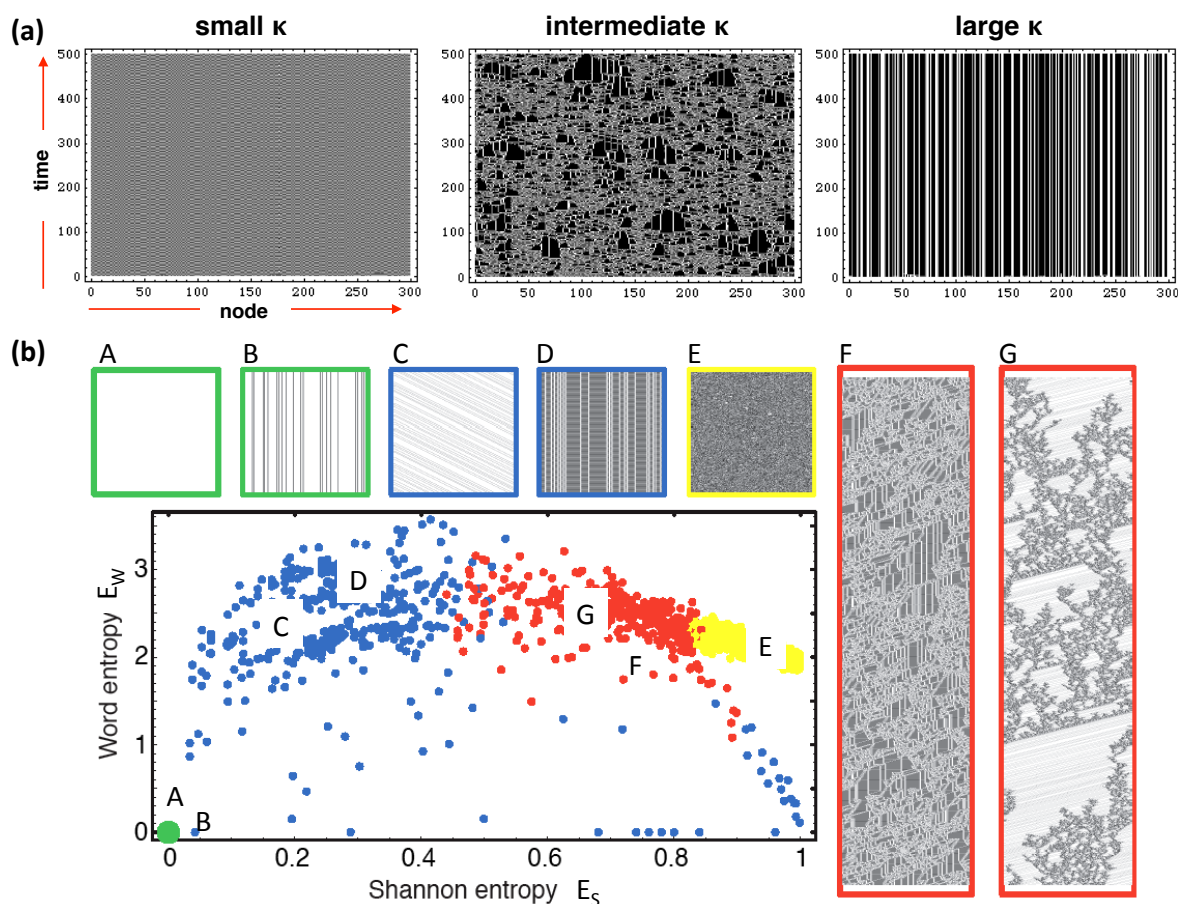 (a)
small κ
intermediate κ
large κ
500
400
300
200
100
0
0 50 100 150 200 250 300
500
400
300
200
100
0
0 50 100 150 200 250 300
500
400
300
200
100
0
0 50 100 150 200 250 300
time
node
(b)
A B C D E F G
3
2
1
0
Word entropy E_W
D
C
G
E
F
A
B
0 0.2 0.4 0.6 0.8 1
Shannon entropy E_S